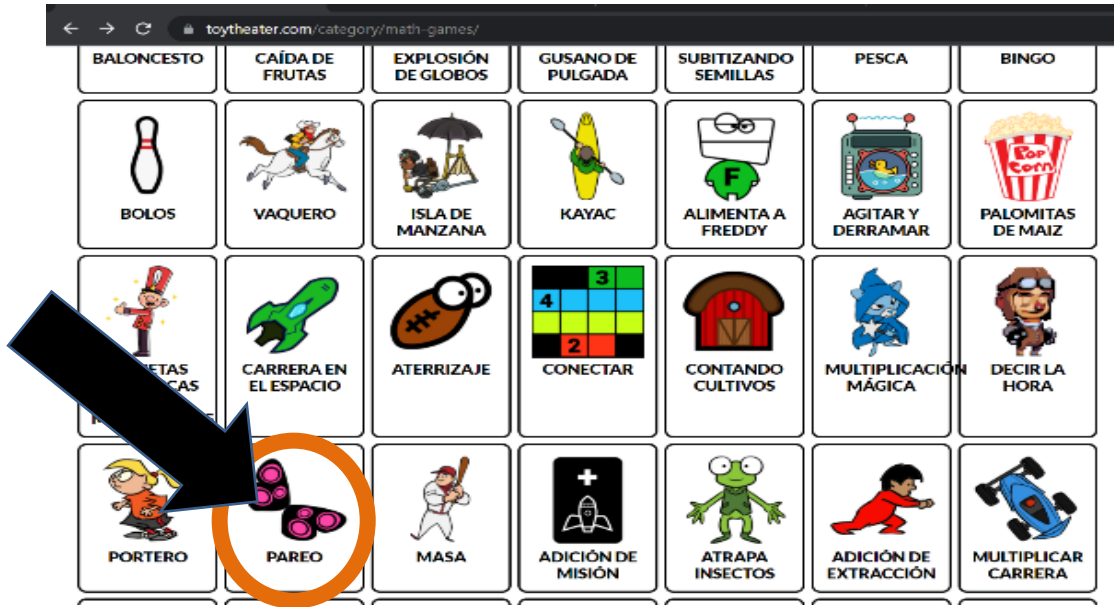 toytheater.com/category/math-games/
BALONCESTO
CAÍDA DE
FRUTAS
EXPLOSIÓN
DE GLOBOS
GUSANO DE
PULGADA
SUBITIZANDO
SEMILLAS
PESCA
BINGO
BOLOS
VAQUERO
ISLA DE
MANZANA
KAYAC
F
ALIMENTA A
FREDDY
AGITAR Y
DERRAMAR
Pop
Corn
PALOMITAS
DE MAIZ
CARRERA EN
EL ESPACIO
ATERRIZAJE
3
4
2
CONECTAR
CONTANDO
CULTIVOS
MULTIPLICACIÓN
MÁGICA
DECIR LA
HORA
PORTERO
PAREO
MASA
+
ADICIÓN DE
MISIÓN
ATRAPA
INSECTOS
ADICIÓN DE
EXTRACCIÓN
MULTIPLICAR
CARRERA